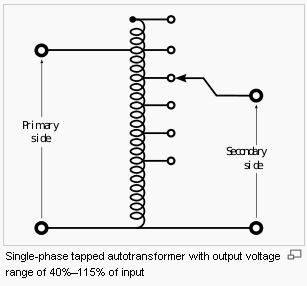 Primary
side
Secondary
side
Single-phase tapped autotransformer with output voltage
range of 40%–115% of input